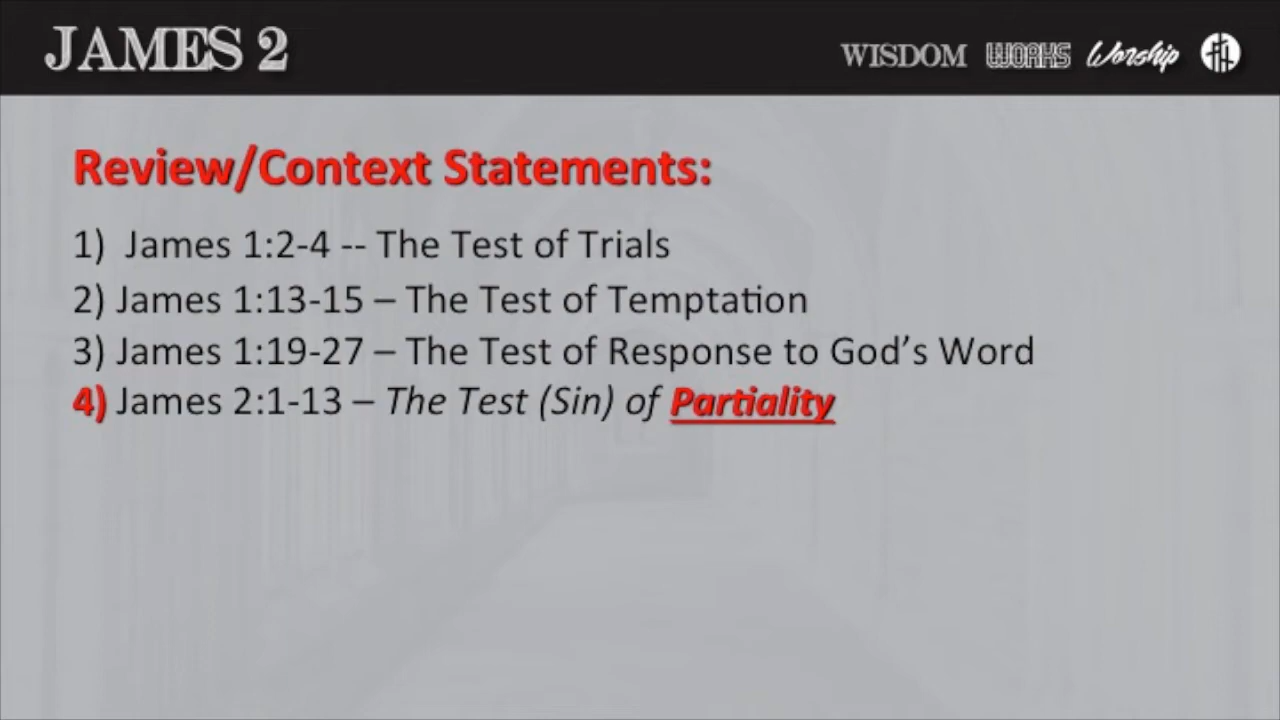 JAMES 2
WISDOM WORKS Worship
Review/Context Statements:
1) James 1:2-4 -- The Test of Trials
2) James 1:13-15 – The Test of Temptation
3) James 1:19-27 – The Test of Response to God’s Word
4) James 2:1-13 – The Test (Sin) of Partiality